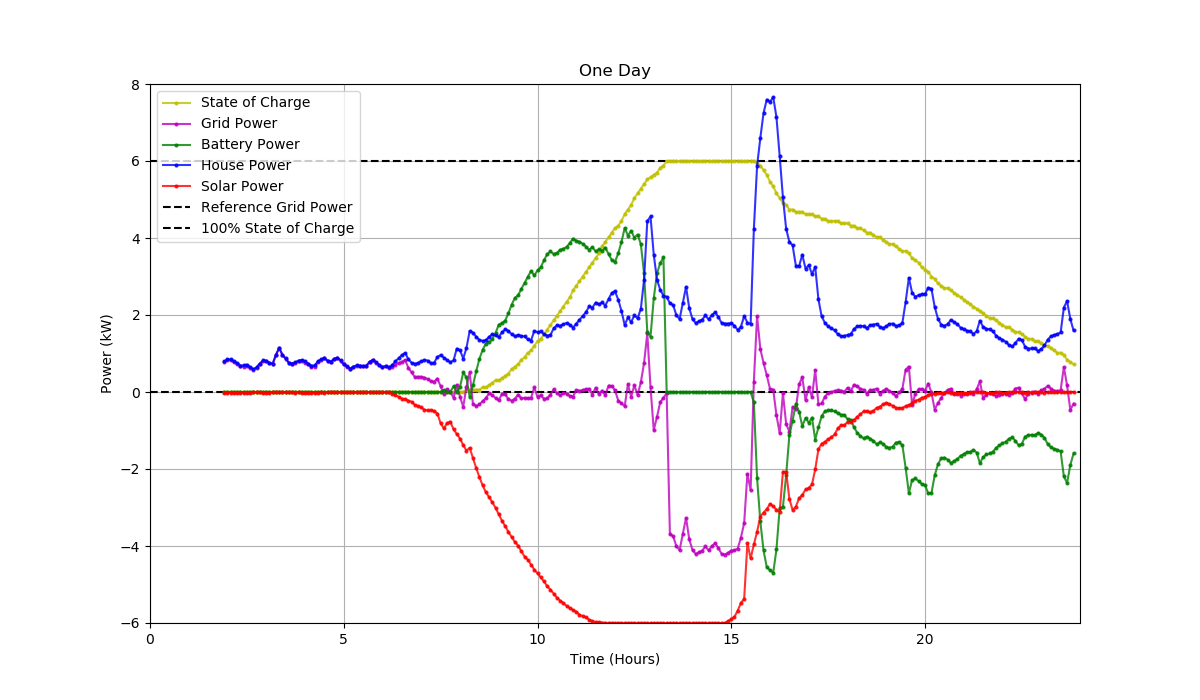 One Day
8
6
4
2
0
−2
−4
−6
Power (kW)
State of Charge
Grid Power
Battery Power
House Power
Solar Power
Reference Grid Power
100% State of Charge
0 5 10 15 20
Time (Hours)